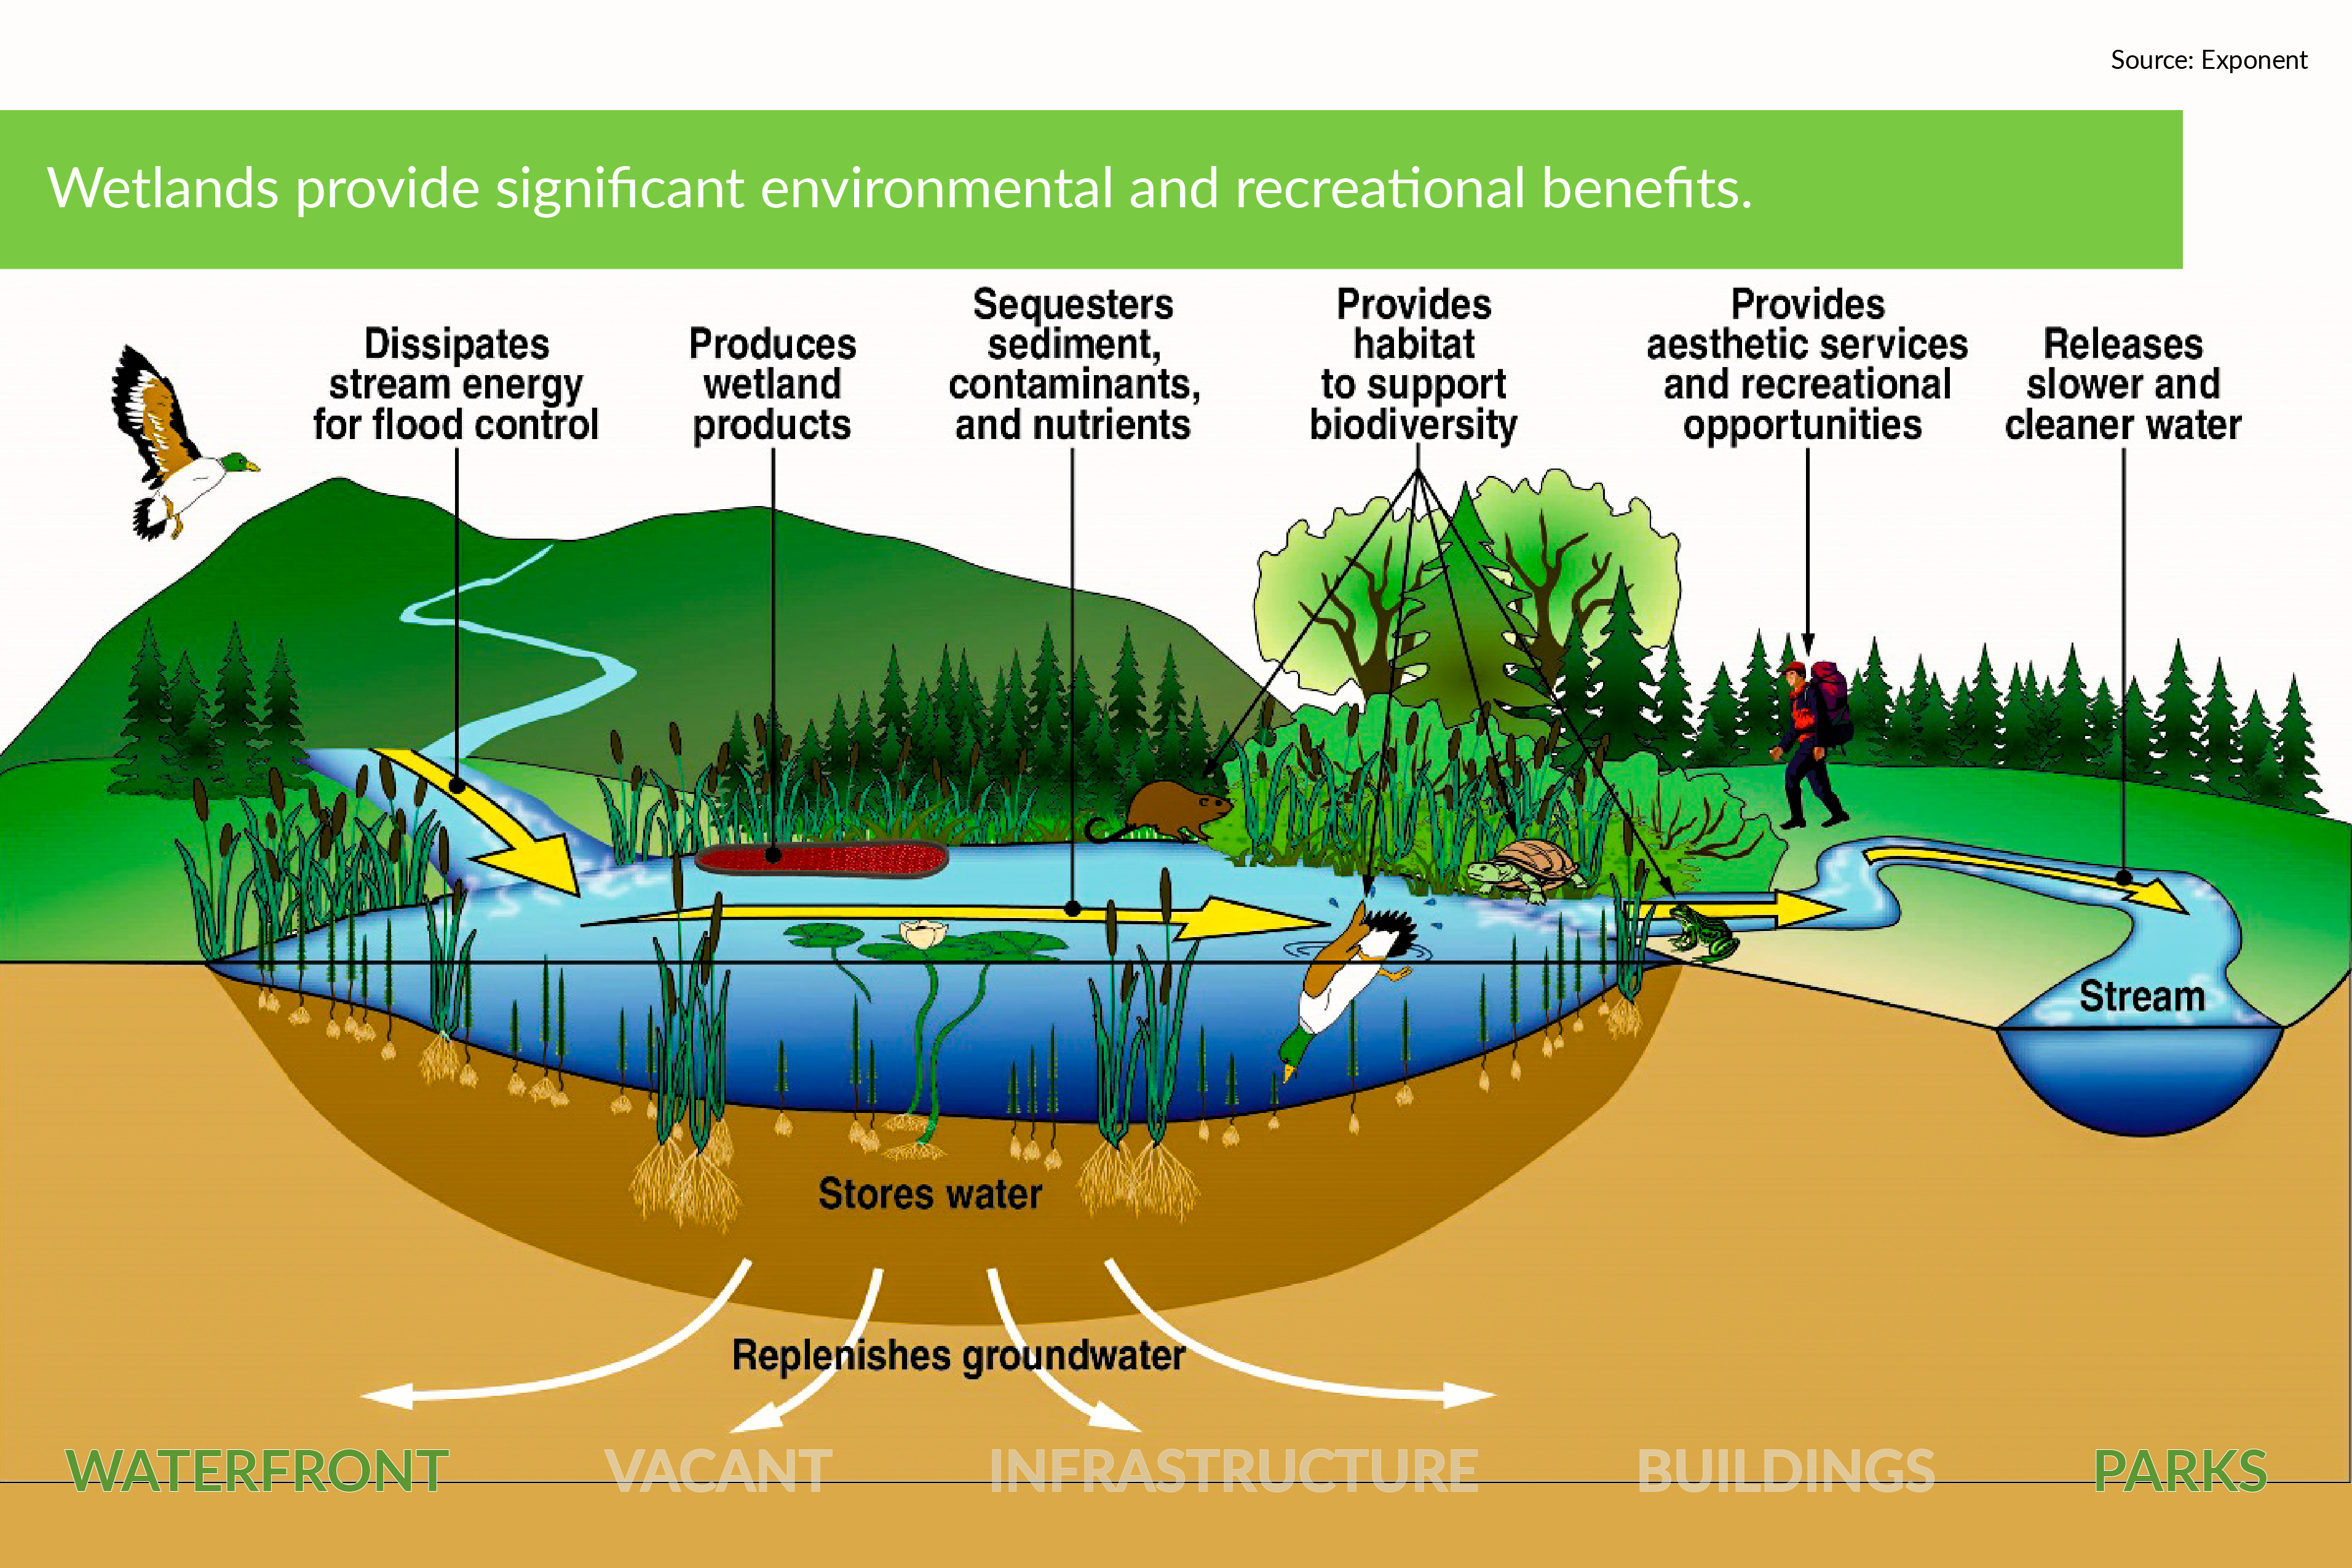 Source: Exponent
Wetlands provide significant environmental and recreational benefits.
Dissipates
stream energy
for flood control
Produces
wetland
products
Sequesters
sediment,
contaminants,
and nutrients
Provides
habitat
to support
biodiversity
Provides
aesthetic services
and recreational
opportunities
Releases
slower and
cleaner water
Stream
Stores water
Replenishes groundwater
WATERFRONT VACANT INFRASTRUCTURE BUILDINGS PARKS